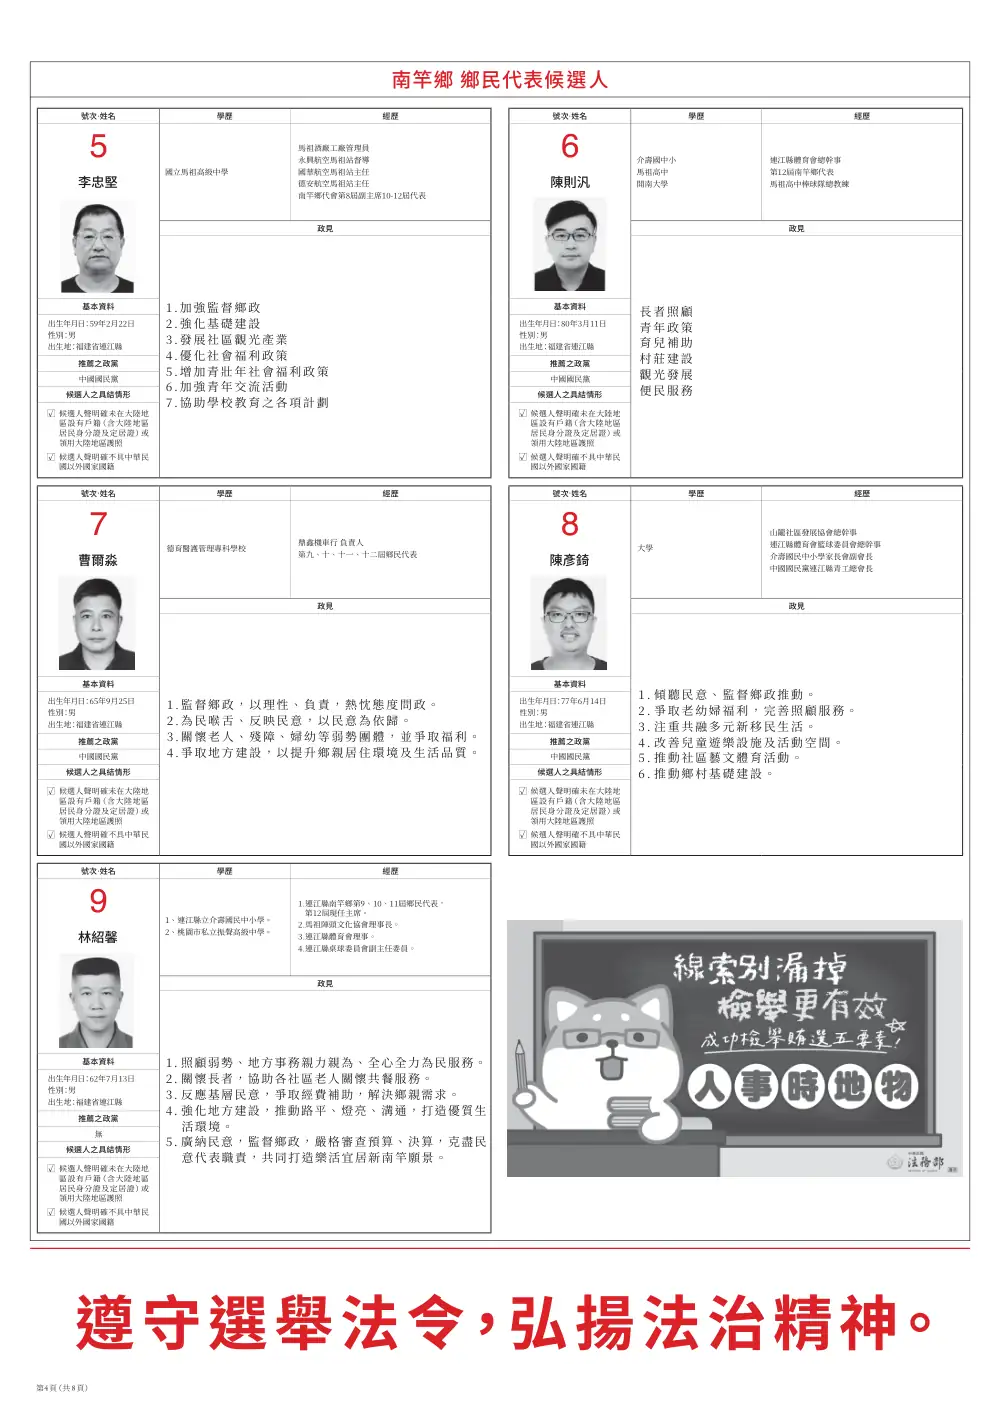 南竿鄉 鄉民代表候選人
號次·姓名
學歷
經歷
5
李忠堅
國立馬祖高級中學
馬祖酒廠工廠管理員
永興航空馬祖站督導
國華航空馬祖站主任
德安航空馬祖站主任
南竿鄉代會第8屆副主席10-12屆代表
政見
1.加強監督鄉政
2.強化基礎建設
3.發展社區觀光產業
4.優化社會福利政策
5.增加青壯年社會福利政策
6.加強青年交流活動
7.協助學校教育之各項計劃
基本資料
出生年月日：59年2月22日
性別：男
出生地：福建省連江縣
推薦之政黨
中國國民黨
候選人之具結情形
☑ 候選人聲明確未在大陸地
區設有戶籍（含大陸地區
居民身分證及定居證）或
領用大陸地區護照
☑ 候選人聲明確不具中華民
國以外國家國籍
號次·姓名
學歷
經歷
6
陳則汎
介壽國中小
馬祖高中
開南大學
連江縣體育會總幹事
第12屆南竿鄉代表
馬祖高中棒球隊總教練
政見
長者照顧
青年政策
育兒補助
村莊建設
觀光發展
便民服務
基本資料
出生年月日：80年3月11日
性別：男
出生地：福建省連江縣
推薦之政黨
中國國民黨
候選人之具結情形
☑ 候選人聲明確未在大陸地
區設有戶籍（含大陸地區
居民身分證及定居證）或
領用大陸地區護照
☑ 候選人聲明確不具中華民
國以外國家國籍
號次·姓名
學歷
經歷
7
曹爾淼
德育醫護管理專科學校
鼎鑫機車行 負責人
第九、十、十一、十二屆鄉民代表
政見
1.監督鄉政，以理性、負責，熱忱態度問政。
2.為民喉舌、反映民意，以民意為依歸。
3.關懷老人、殘障、婦幼等弱勢團體，並爭取福利。
4.爭取地方建設，以提升鄉親居住環境及生活品質。
基本資料
出生年月日：65年9月25日
性別：男
出生地：福建省連江縣
推薦之政黨
中國國民黨
候選人之具結情形
☑ 候選人聲明確未在大陸地
區設有戶籍（含大陸地區
居民身分證及定居證）或
領用大陸地區護照
☑ 候選人聲明確不具中華民
國以外國家國籍
號次·姓名
學歷
經歷
8
陳彥錡
大學
山隴社區發展協會總幹事
連江縣體育會籃球委員會總幹事
介壽國民中小學家長會副會長
中國國民黨連江縣青工總會長
政見
1.傾聽民意、監督鄉政推動。
2.爭取老幼婦福利，完善照顧服務。
3.注重共融多元新移民生活。
4.改善兒童遊樂設施及活動空間。
5.推動社區藝文體育活動。
6.推動鄉村基礎建設。
基本資料
出生年月日：77年6月14日
性別：男
出生地：福建省連江縣
推薦之政黨
中國國民黨
候選人之具結情形
☑ 候選人聲明確未在大陸地
區設有戶籍（含大陸地區
居民身分證及定居證）或
領用大陸地區護照
☑ 候選人聲明確不具中華民
國以外國家國籍
號次·姓名
學歷
經歷
9
林紹馨
1、連江縣立介壽國民中小學。
2、桃園市私立振聲高級中學。
1.連江縣南竿鄉第9、10、11屆鄉民代表，
第12屆現任主席。
2.馬祖陣頭文化協會理事長。
3.連江縣體育會理事。
4.連江縣桌球委員會副主任委員。
政見
1.照顧弱勢、地方事務親力親為、全心全力為民服務。
2.關懷長者，協助各社區老人關懷共餐服務。
3.反應基層民意，爭取經費補助，解決鄉親需求。
4.強化地方建設，推動路平、燈亮、溝通，打造優質生
活環境。
5.廣納民意，監督鄉政，嚴格審查預算、決算，克盡民
意代表職責，共同打造樂活宜居新南竿願景。
基本資料
出生年月日：62年7月13日
性別：男
出生地：福建省連江縣
推薦之政黨
無
候選人之具結情形
☑ 候選人聲明確未在大陸地
區設有戶籍（含大陸地區
居民身分證及定居證）或
領用大陸地區護照
☑ 候選人聲明確不具中華民
國以外國家國籍
線索別漏掉
檢舉更有效
成功檢舉賄選五要素！
人事時地物
法務部
遵守選舉法令，弘揚法治精神。
第4頁（共8頁）